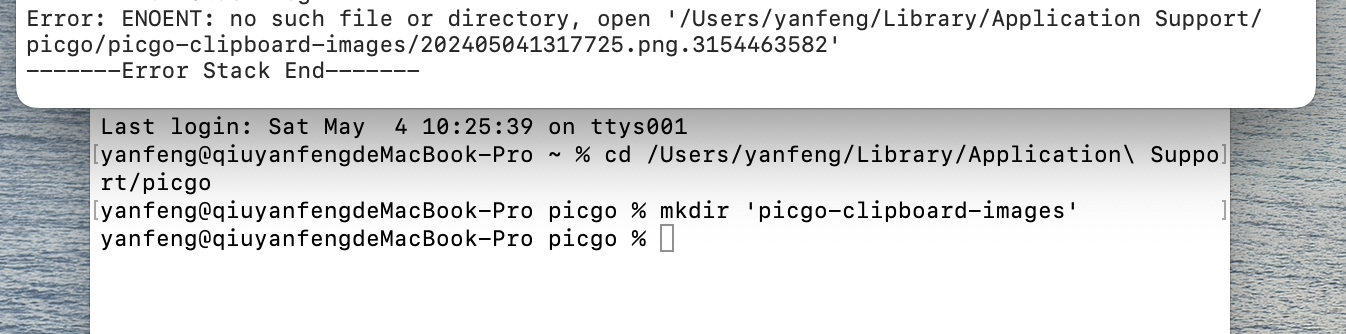 Error: ENOENT: no such file or directory, open '/Users/yanfeng/Library/Application Support/
picgo/picgo-clipboard-images/202405041317725.png.3154463582'
-------Error Stack End-------
Last login: Sat May  4 10:25:39 on ttys001
[yanfeng@qiuyanfengdeMacBook-Pro ~ % cd /Users/yanfeng/Library/Application\ Suppo]
rt/picgo
[yanfeng@qiuyanfengdeMacBook-Pro picgo % mkdir 'picgo-clipboard-images' ]
yanfeng@qiuyanfengdeMacBook-Pro picgo %